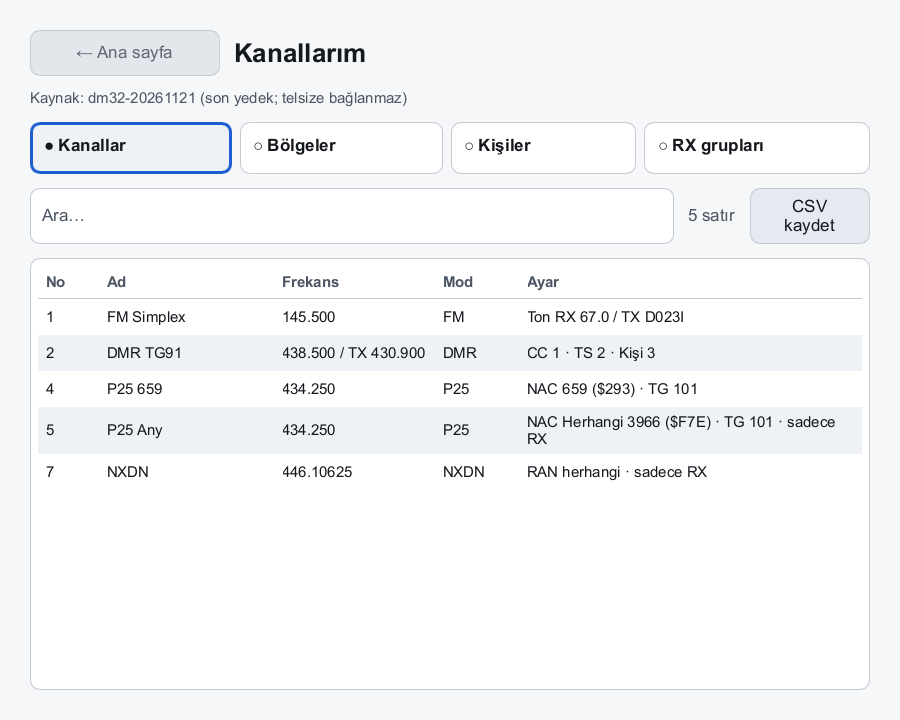 ← Ana sayfa
Kanallarım
Kaynak: dm32-20261121 (son yedek; telsize bağlanmaz)
● Kanallar
○ Bölgeler
○ Kişiler
○ RX grupları
Ara…
5 satır
CSV
kaydet
No Ad Frekans Mod Ayar
1 FM Simplex 145.500 FM Ton RX 67.0 / TX D023I
2 DMR TG91 438.500 / TX 430.900 DMR CC 1 · TS 2 · Kişi 3
4 P25 659 434.250 P25 NAC 659 ($293) · TG 101
5 P25 Any 434.250 P25 NAC Herhangi 3966 ($F7E) · TG 101 · sadece
RX
7 NXDN 446.10625 NXDN RAN herhangi · sadece RX